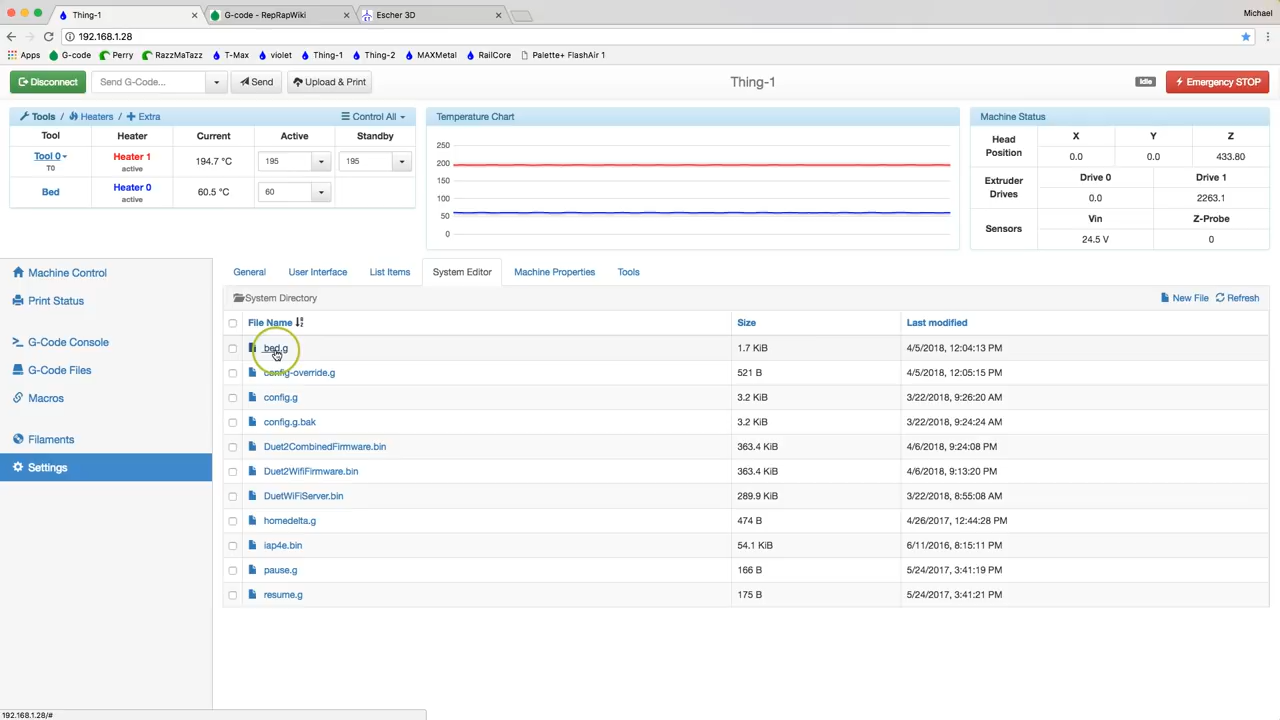 Thing-1
G-code - RepRapWiki
Escher 3D
Michael
192.168.1.28
Apps G-code Perry RazzMaTazz T-Max violet Thing-1 Thing-2 MAXMetal RailCore Palette+ FlashAir 1
Disconnect Send G-Code... Send Upload & Print Thing-1 Idle Emergency STOP
Tools / Heaters / Extra Control All
Tool Heater Current Active Standby
Tool 0 Heater 1 194.7 °C 195 195
T0 active
Bed Heater 0 60.5 °C 60
active
Temperature Chart
250
200
150
100
50
0
Machine Status
Head Position X Y Z
0.0 0.0 433.80
Extruder Drives Drive 0 Drive 1
0.0 2263.1
Sensors Vin Z-Probe
24.5 V 0
Machine Control
Print Status
G-Code Console
G-Code Files
Macros
Filaments
Settings
General User Interface List Items System Editor Machine Properties Tools
System Directory New File Refresh
File Name Size Last modified
bed.g 1.7 KiB 4/5/2018, 12:04:13 PM
config-override.g 521 B 4/5/2018, 12:05:15 PM
config.g 3.2 KiB 3/22/2018, 9:26:20 AM
config.g.bak 3.2 KiB 3/22/2018, 9:24:24 AM
Duet2CombinedFirmware.bin 363.4 KiB 4/6/2018, 9:24:08 PM
Duet2WifiFirmware.bin 363.4 KiB 4/6/2018, 9:13:20 PM
DuetWiFiServer.bin 289.9 KiB 3/22/2018, 8:55:08 AM
homedelta.g 474 B 4/26/2017, 12:44:28 PM
iap4e.bin 54.1 KiB 6/11/2016, 8:15:11 PM
pause.g 166 B 5/24/2017, 3:41:19 PM
resume.g 175 B 5/24/2017, 3:41:21 PM
192.168.1.28/#